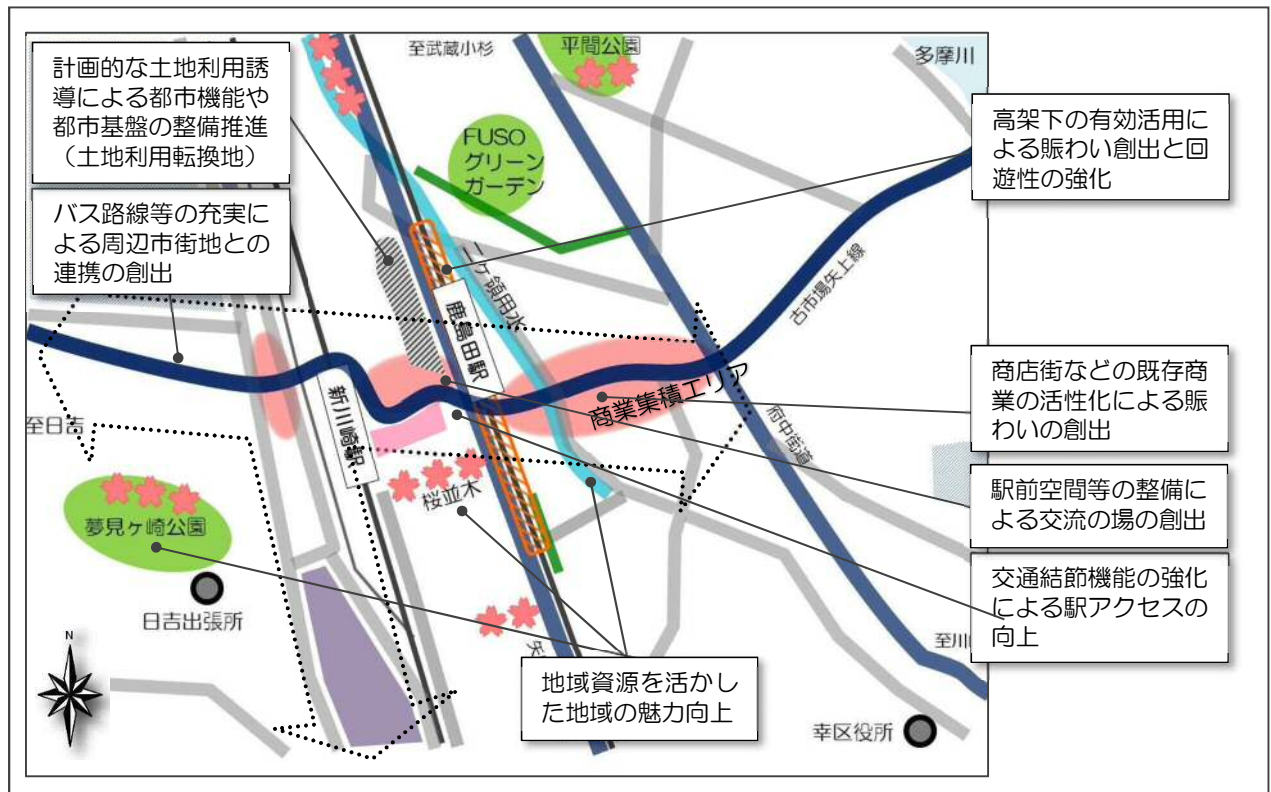 計画的な土地利用誘
導による都市機能や
都市基盤の整備推進
（土地利用転換地）
バス路線等の充実に
よる周辺市街地との
連携の創出
至武蔵小杉
平間公園
多摩川
高架下の有効活用に
よる賑わい創出と回
遊性の強化
FUSO
グリーン
ガーデン
二ヶ領用水
鹿島田駅
古市場矢上線
新川崎駅
商業集積エリア
府中街道
商店街などの既存商
業の活性化による賑
わいの創出
至日吉
桜並木
夢見ヶ崎公園
駅前空間等の整備に
よる交流の場の創出
日吉出張所
交通結節機能の強化
による駅アクセスの
向上
至川
N
矢
地域資源を活かし
た地域の魅力向上
幸区役所